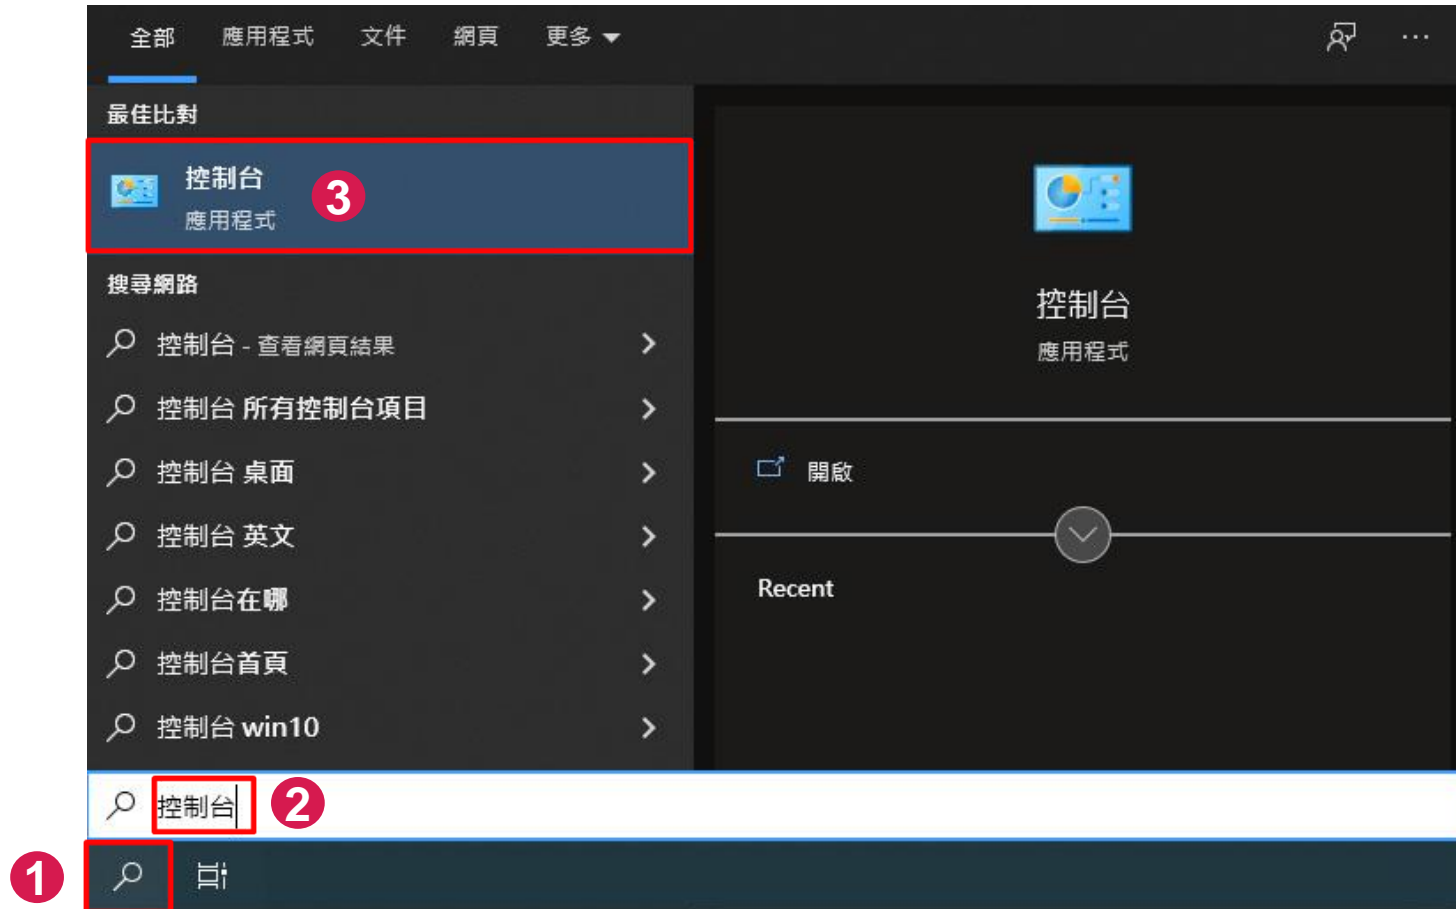 全部 應用程式 文件 網頁 更多
最佳比對
控制台
應用程式
3
搜尋網路
控制台 - 查看網頁結果
控制台 所有控制台項目
控制台 桌面
控制台 英文
控制台在哪
控制台首頁
控制台 win10
控制台
應用程式
開啟
Recent
控制台
2
1